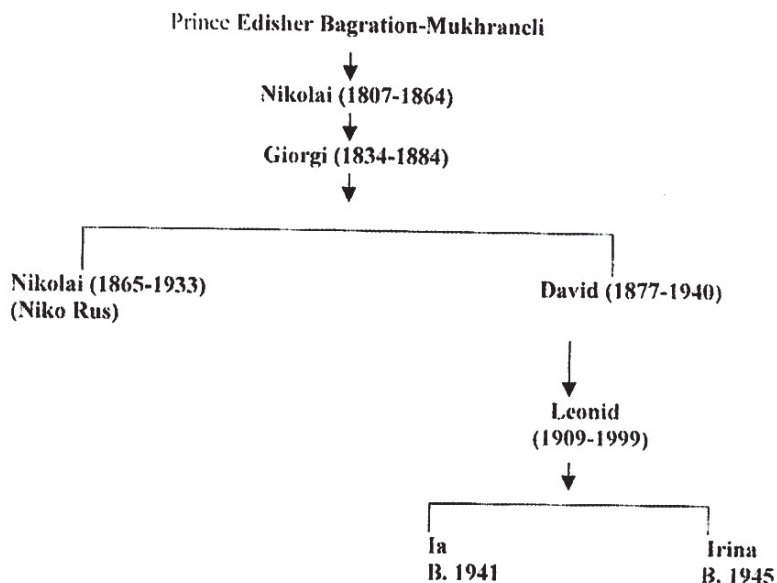 Prince Edisher Bagration-Mukhraneli
Nikolai (1807-1864)
Giorgi (1834-1884)
Nikolai (1865-1933)
(Niko Rus)
David (1877-1940)
Leonid
(1909-1999)
Ia
B. 1941
Irina
B. 1945